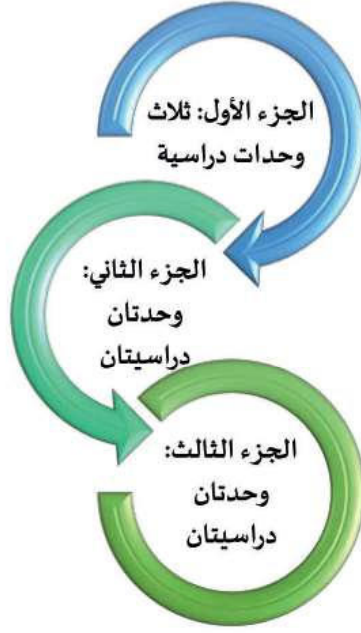 الجزء الأول: ثلاث
وحدات دراسية
الجزء الثاني:
وحدتان
دراسيتان
الجزء الثالث:
وحدتان
دراسيتان